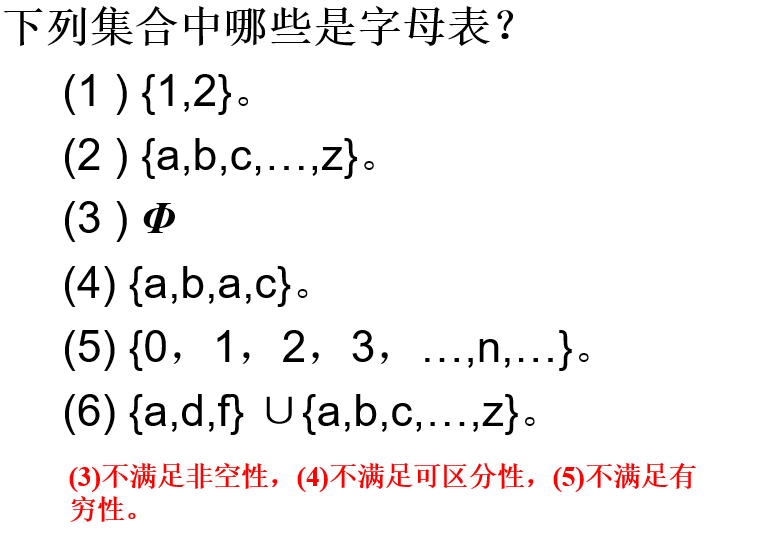 下列集合中哪些是字母表？
(1 ) {1,2}。
(2 ) {a,b,c,…,z}。
(3 ) Φ
(4) {a,b,a,c}。
(5) {0，1，2，3，…,n,…}。
(6) {a,d,f} ∪{a,b,c,…,z}。
(3)不满足非空性，(4)不满足可区分性，(5)不满足有
穷性。